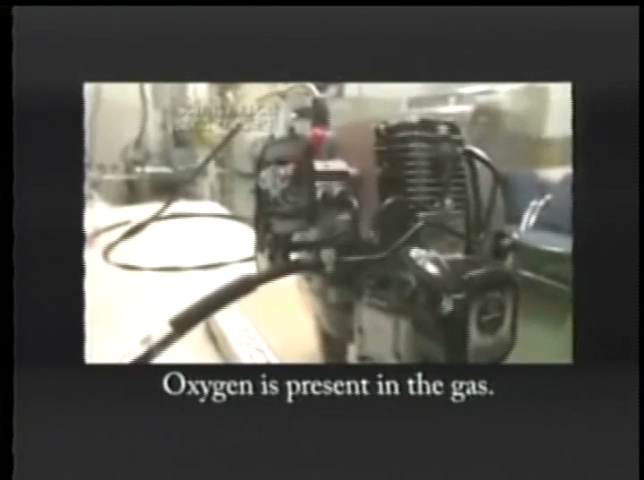 Oxygen is present in the gas.